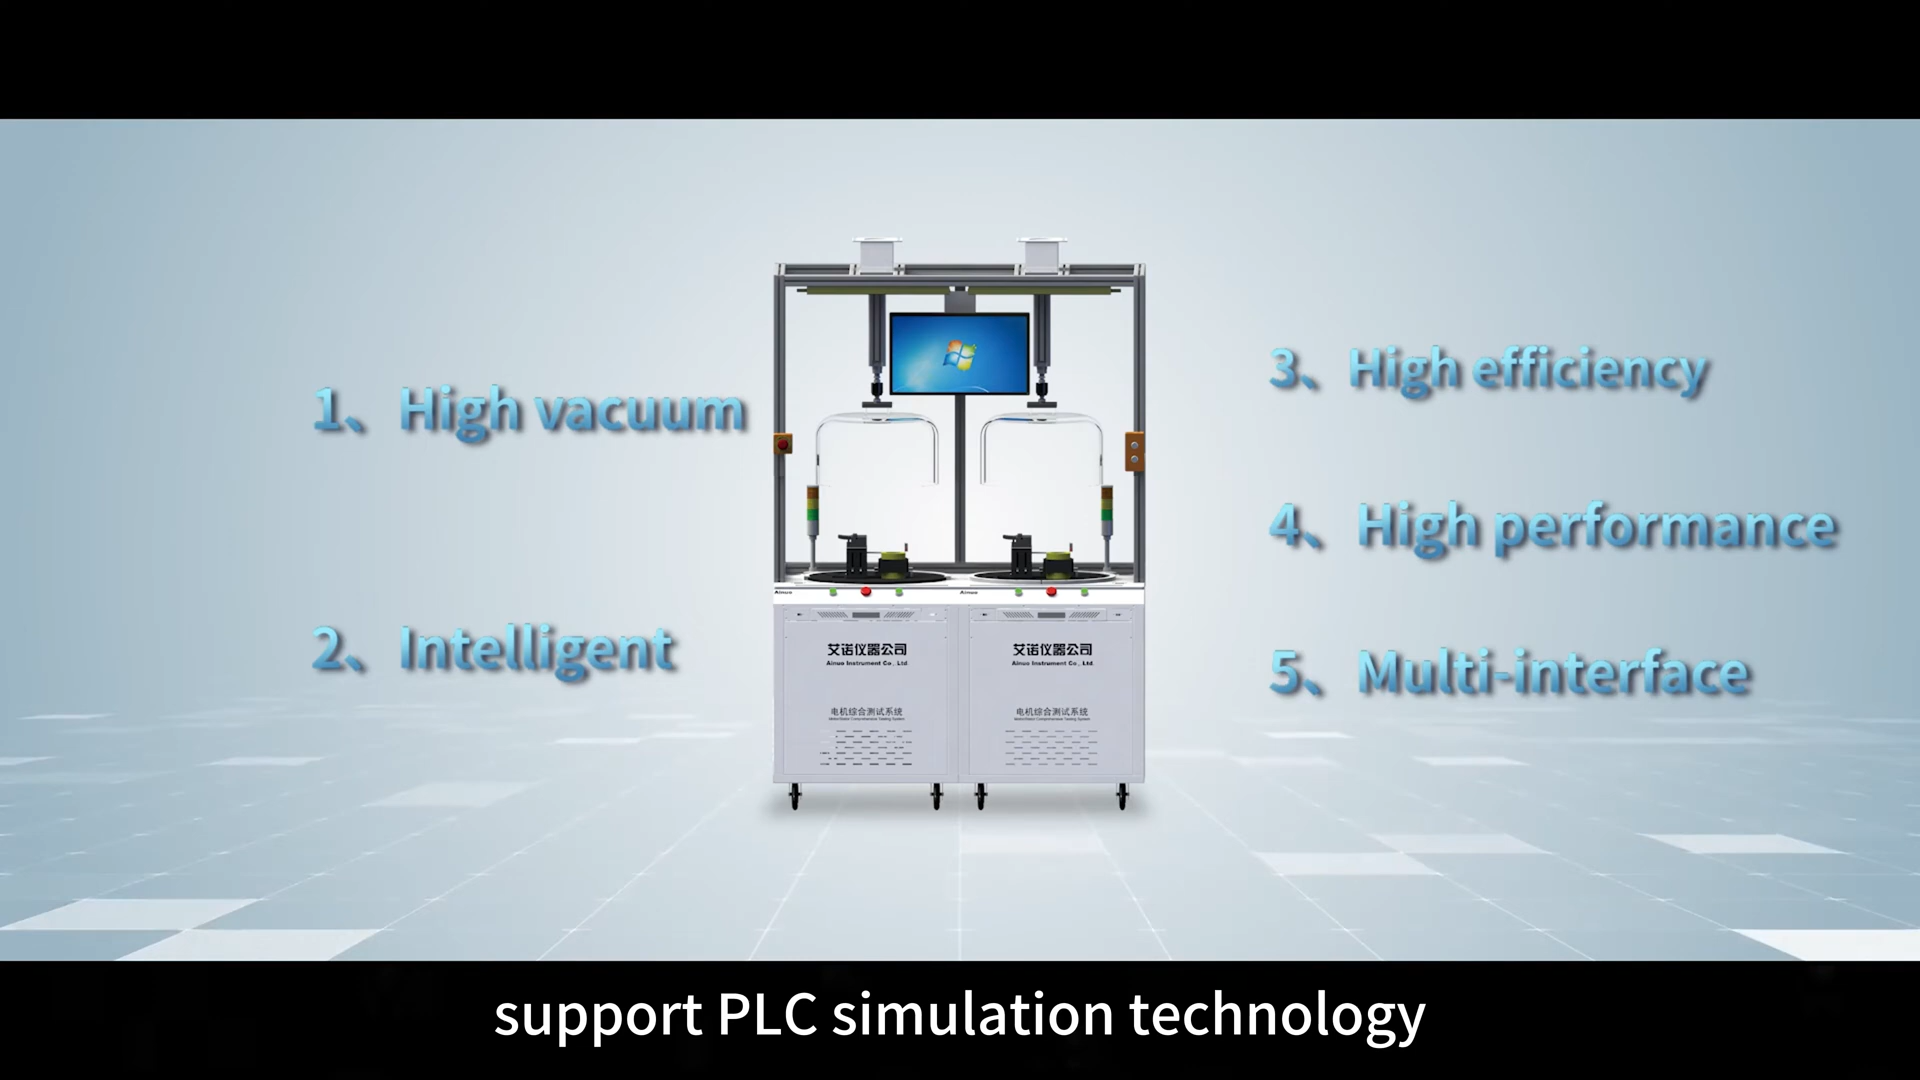 1、 High vacuum
2、 Intelligent
3、 High efficiency
4、 High performance
5、 Multi-interface
Ainuo
Ainuo
艾诺仪器公司
Ainuo Instrument Co., Ltd.
电机综合测试系统
艾诺仪器公司
Ainuo Instrument Co., Ltd.
电机综合测试系统
support PLC simulation technology